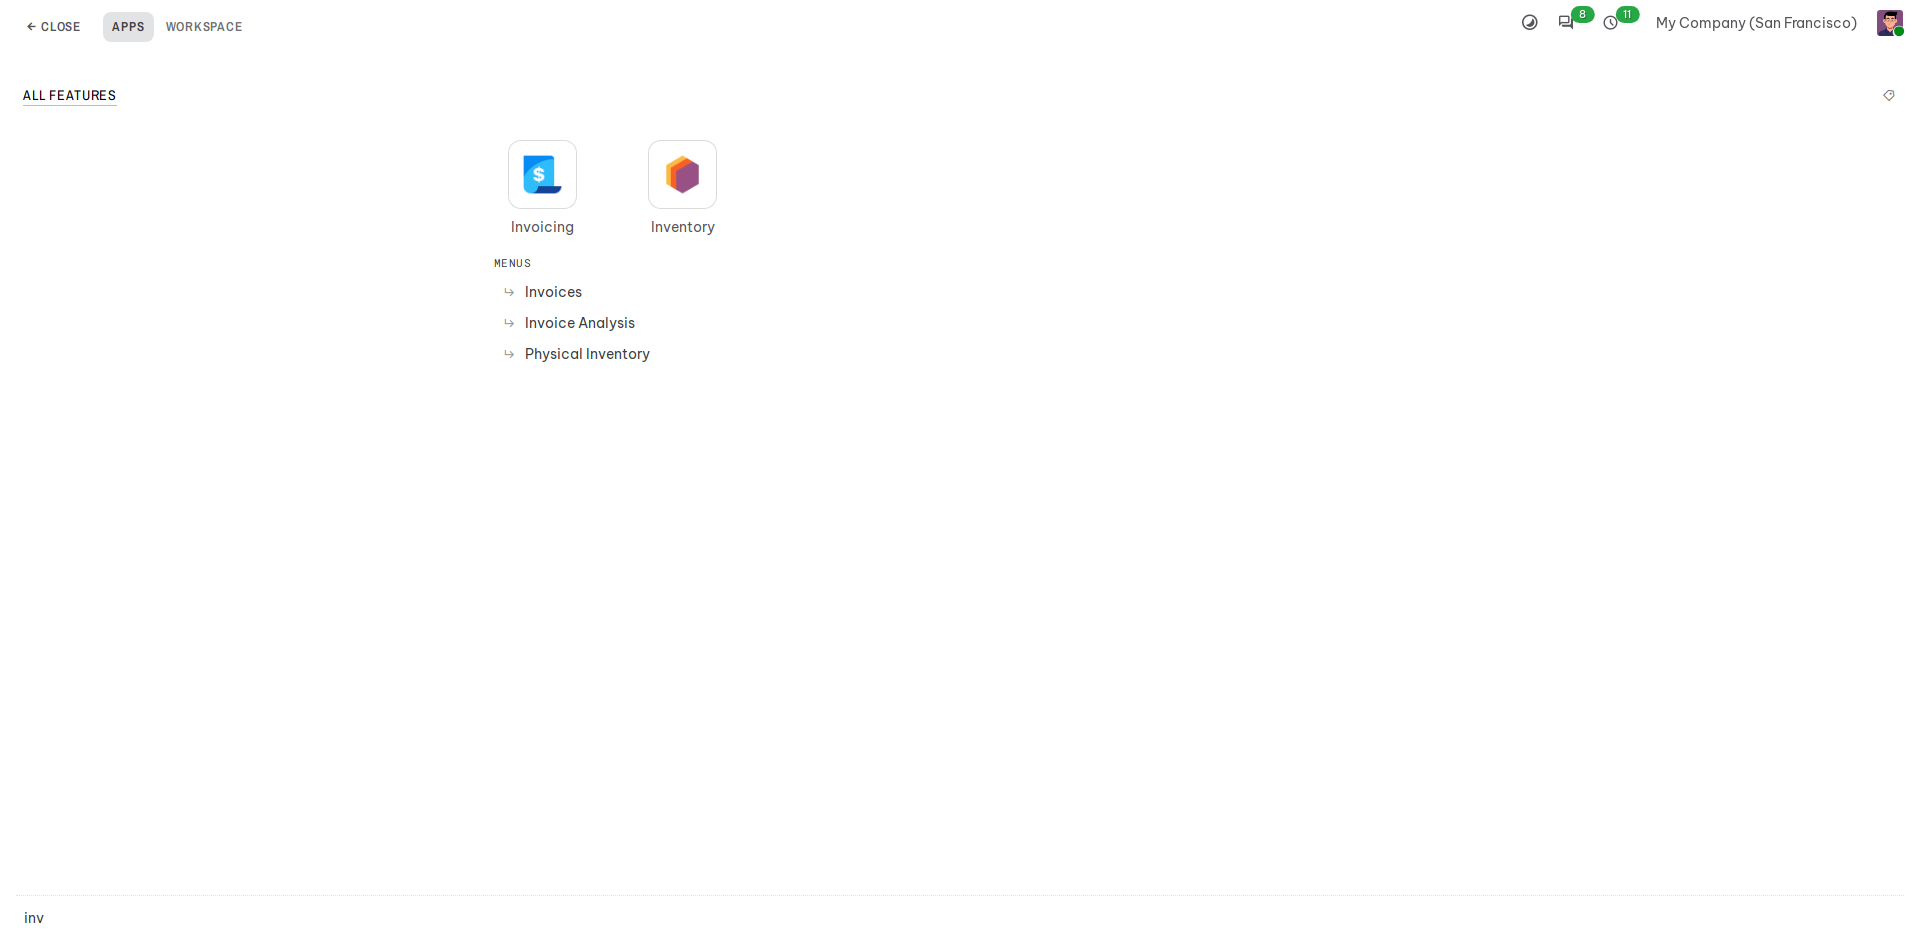 CLOSE APPS WORKSPACE 8 11 My Company (San Francisco)
ALL FEATURES
$
Invoicing Inventory
MENUS
Invoices
Invoice Analysis
Physical Inventory
inv